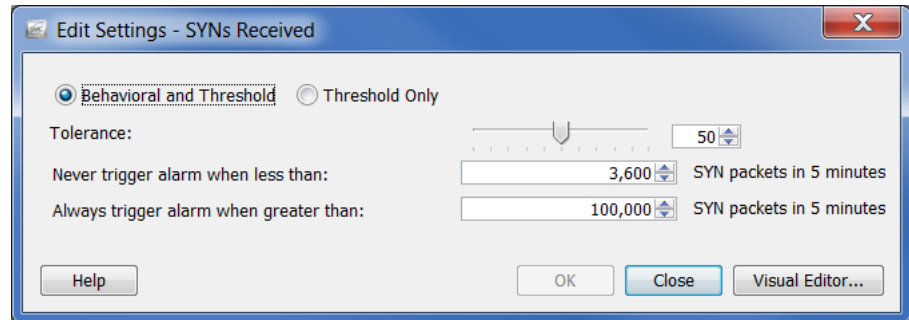 Edit Settings - SYNs Received
Behavioral and Threshold Threshold Only
Tolerance: 50
Never trigger alarm when less than: 3,600 SYN packets in 5 minutes
Always trigger alarm when greater than: 100,000 SYN packets in 5 minutes
Help OK Close Visual Editor...